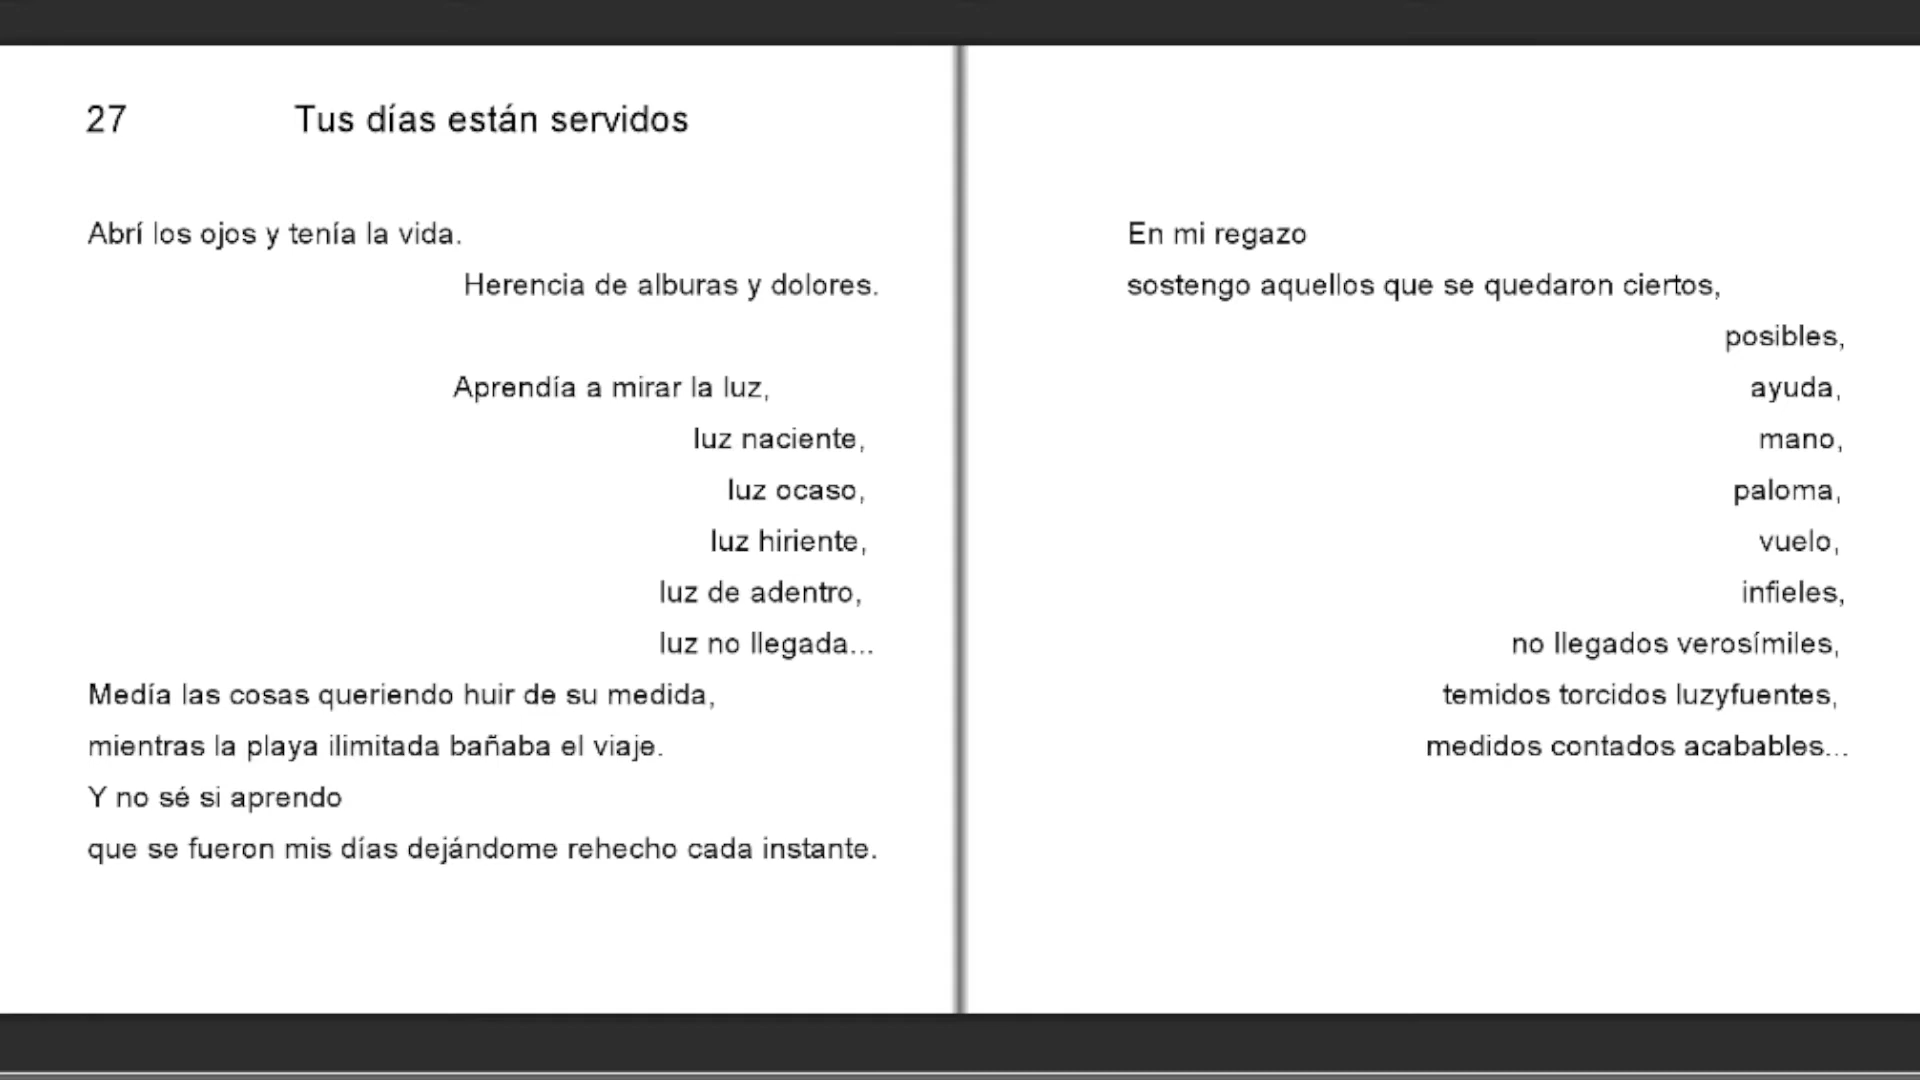 27 Tus días están servidos
Abrí los ojos y tenía la vida.
Herencia de alburas y dolores.
Aprendía a mirar la luz,
luz naciente,
luz ocaso,
luz hiriente,
luz de adentro,
luz no llegada...
Medía las cosas queriendo huir de su medida,
mientras la playa ilimitada bañaba el viaje.
Y no sé si aprendo
que se fueron mis días dejándome rehecho cada instante.
En mi regazo
sostengo aquellos que se quedaron ciertos,
posibles,
ayuda,
mano,
paloma,
vuelo,
infieles,
no llegados verosímiles,
temidos torcidos luzyfuentes,
medidos contados acabables...